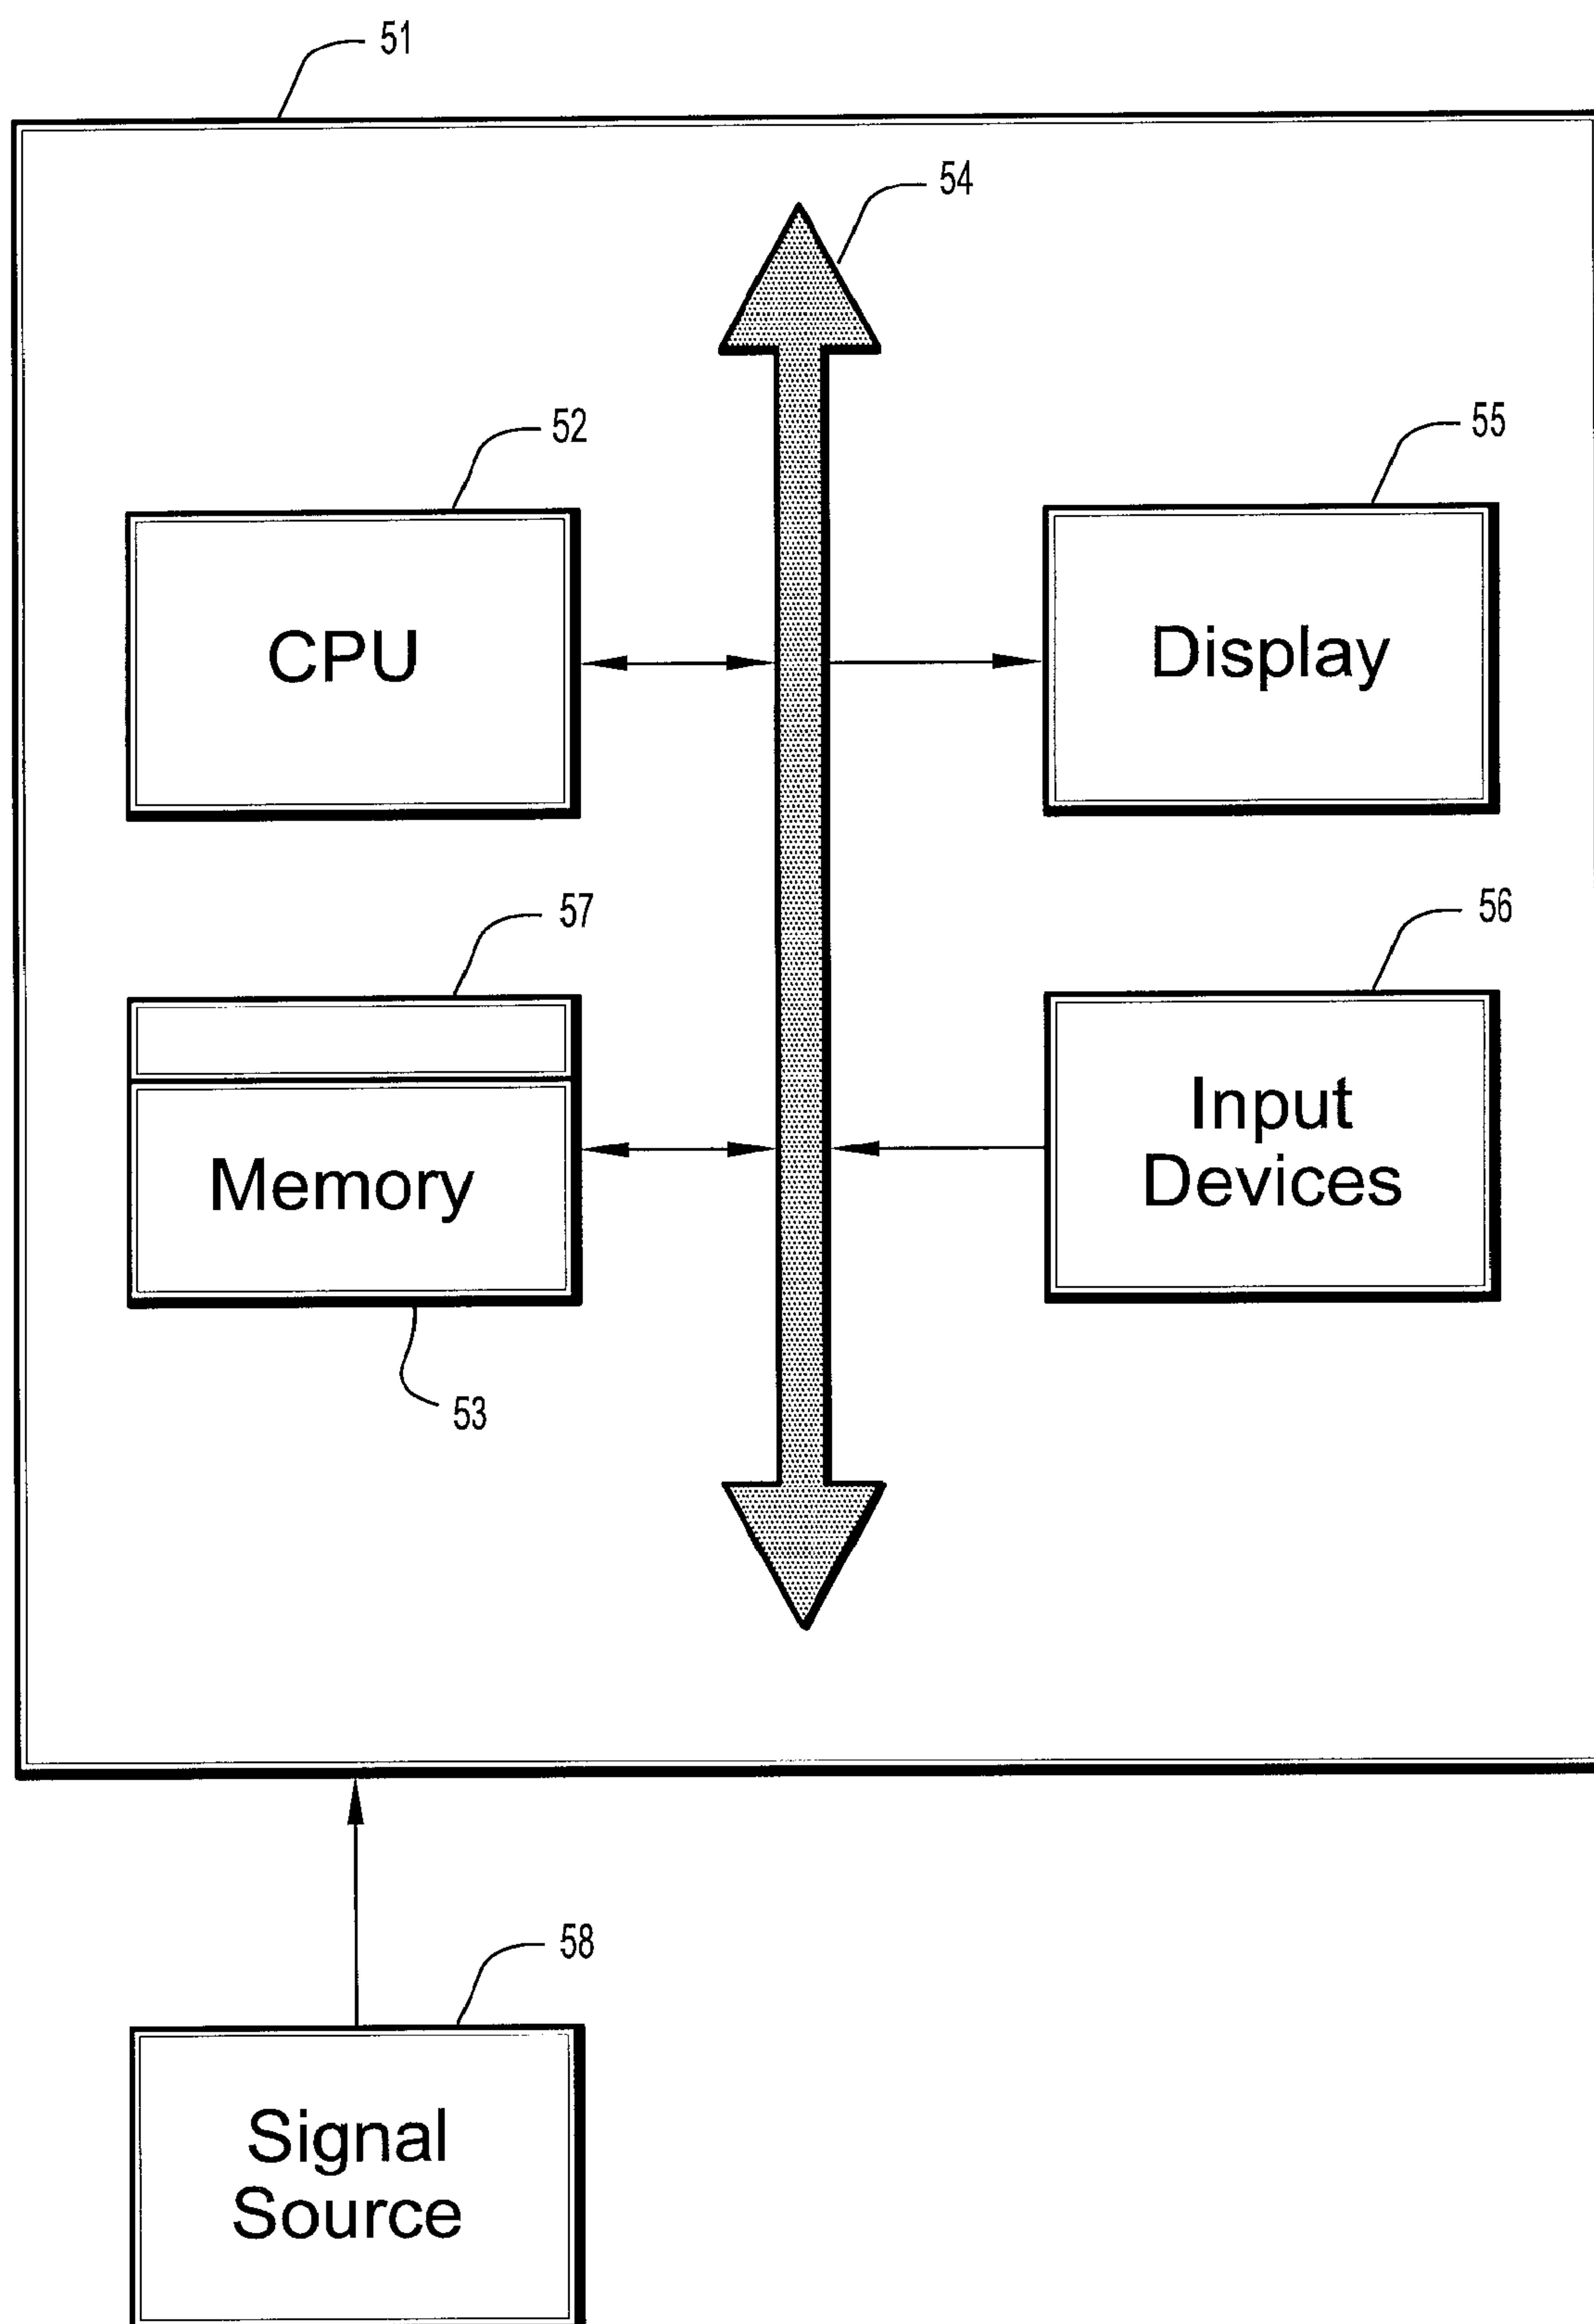 51
54
52
55
CPU
Display
57
56
Memory
Input
Devices
53
58
Signal
Source